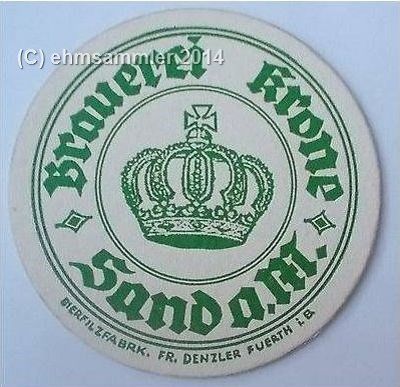 (C) ehmsammler 2014
Brauerei Krone
Sand a.M.
BIERFILZFABRK. FR. DENZLER FUERTH i.B.